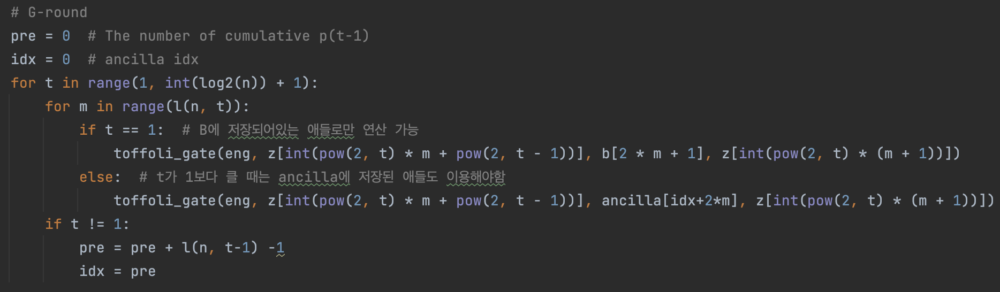 # G-round
pre = 0  # The number of cumulative p(t-1)
idx = 0  # ancilla idx
for t in range(1, int(log2(n)) + 1):
    for m in range(l(n, t)):
        if t == 1:  # B에 저장되어있는 애들로만 연산 가능
            toffoli_gate(eng, z[int(pow(2, t) * m + pow(2, t - 1))], b[2 * m + 1], z[int(pow(2, t) * (m + 1))])
        else:  # t가 1보다 클 때는 ancilla에 저장된 애들도 이용해야함
            toffoli_gate(eng, z[int(pow(2, t) * m + pow(2, t - 1))], ancilla[idx+2*m], z[int(pow(2, t) * (m + 1))])
    if t != 1:
        pre = pre + l(n, t-1) -1
        idx = pre